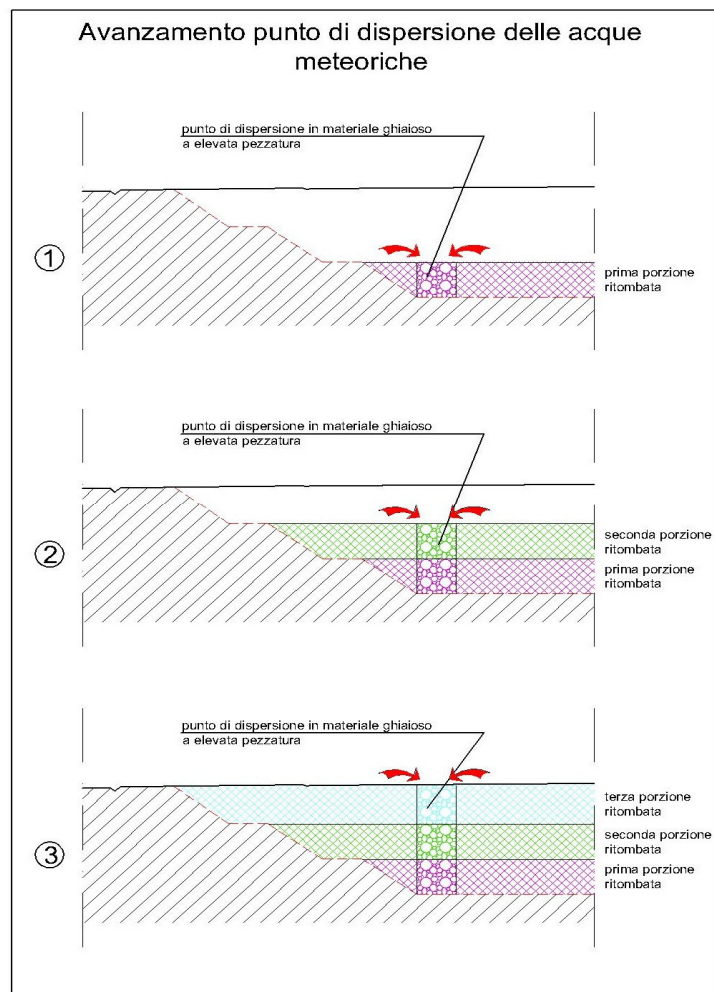 Avanzamento punto di dispersione delle acque
meteoriche
punto di dispersione in materiale ghiaioso
a elevata pezzatura
1
prima porzione
ritombata
punto di dispersione in materiale ghiaioso
a elevata pezzatura
2
seconda porzione
ritombata
prima porzione
ritombata
punto di dispersione in materiale ghiaioso
a elevata pezzatura
3
terza porzione
ritombata
seconda porzione
ritombata
prima porzione
ritombata